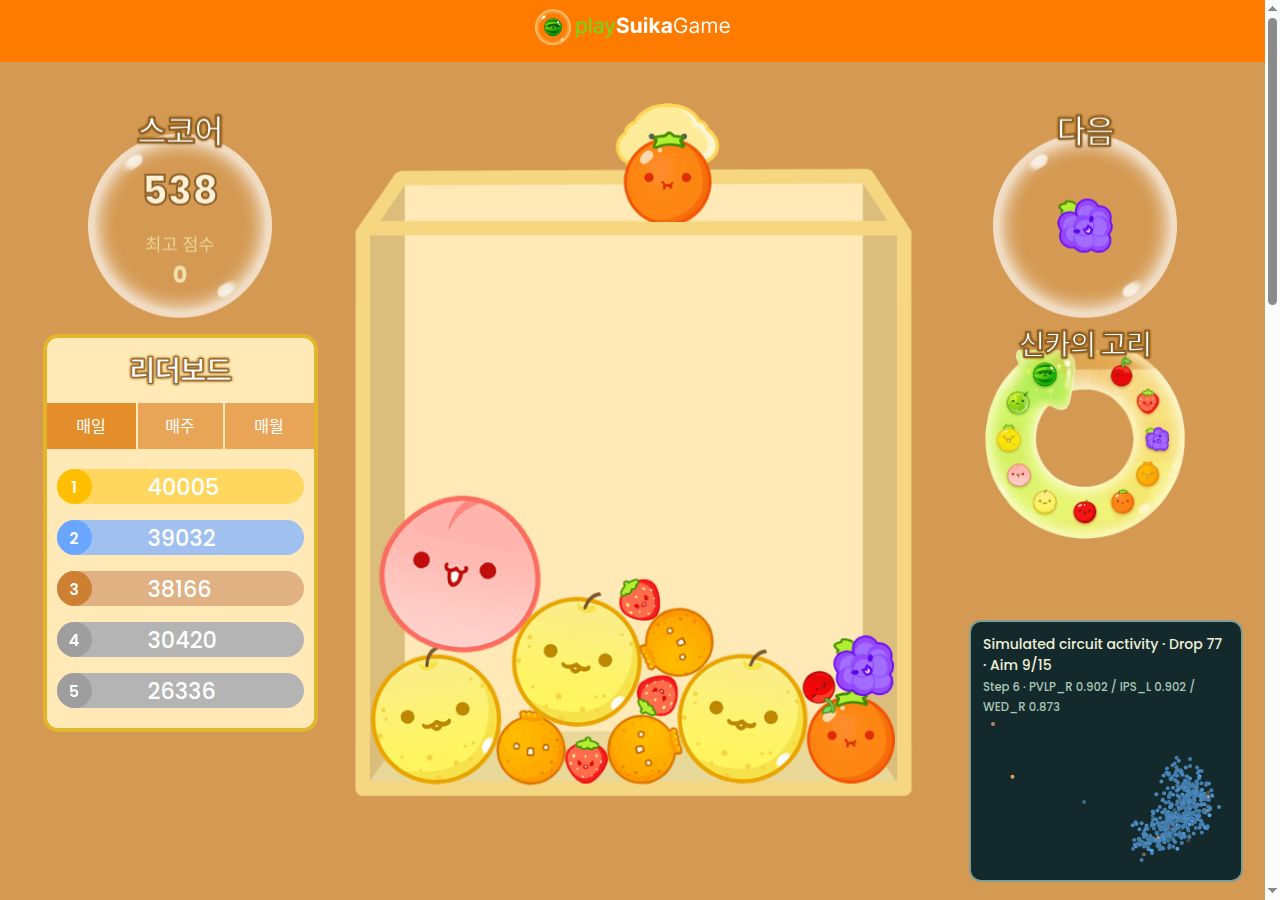 playSuikaGame
스코어
538
최고 점수
0
리더보드
매일 매주 매월
1 40005
2 39032
3 38166
4 30420
5 26336
다음
신카의 고리
Simulated circuit activity · Drop 77
· Aim 9/15
Step 6 · PVLP_R 0.902 / IPS_L 0.902 /
WED_R 0.873